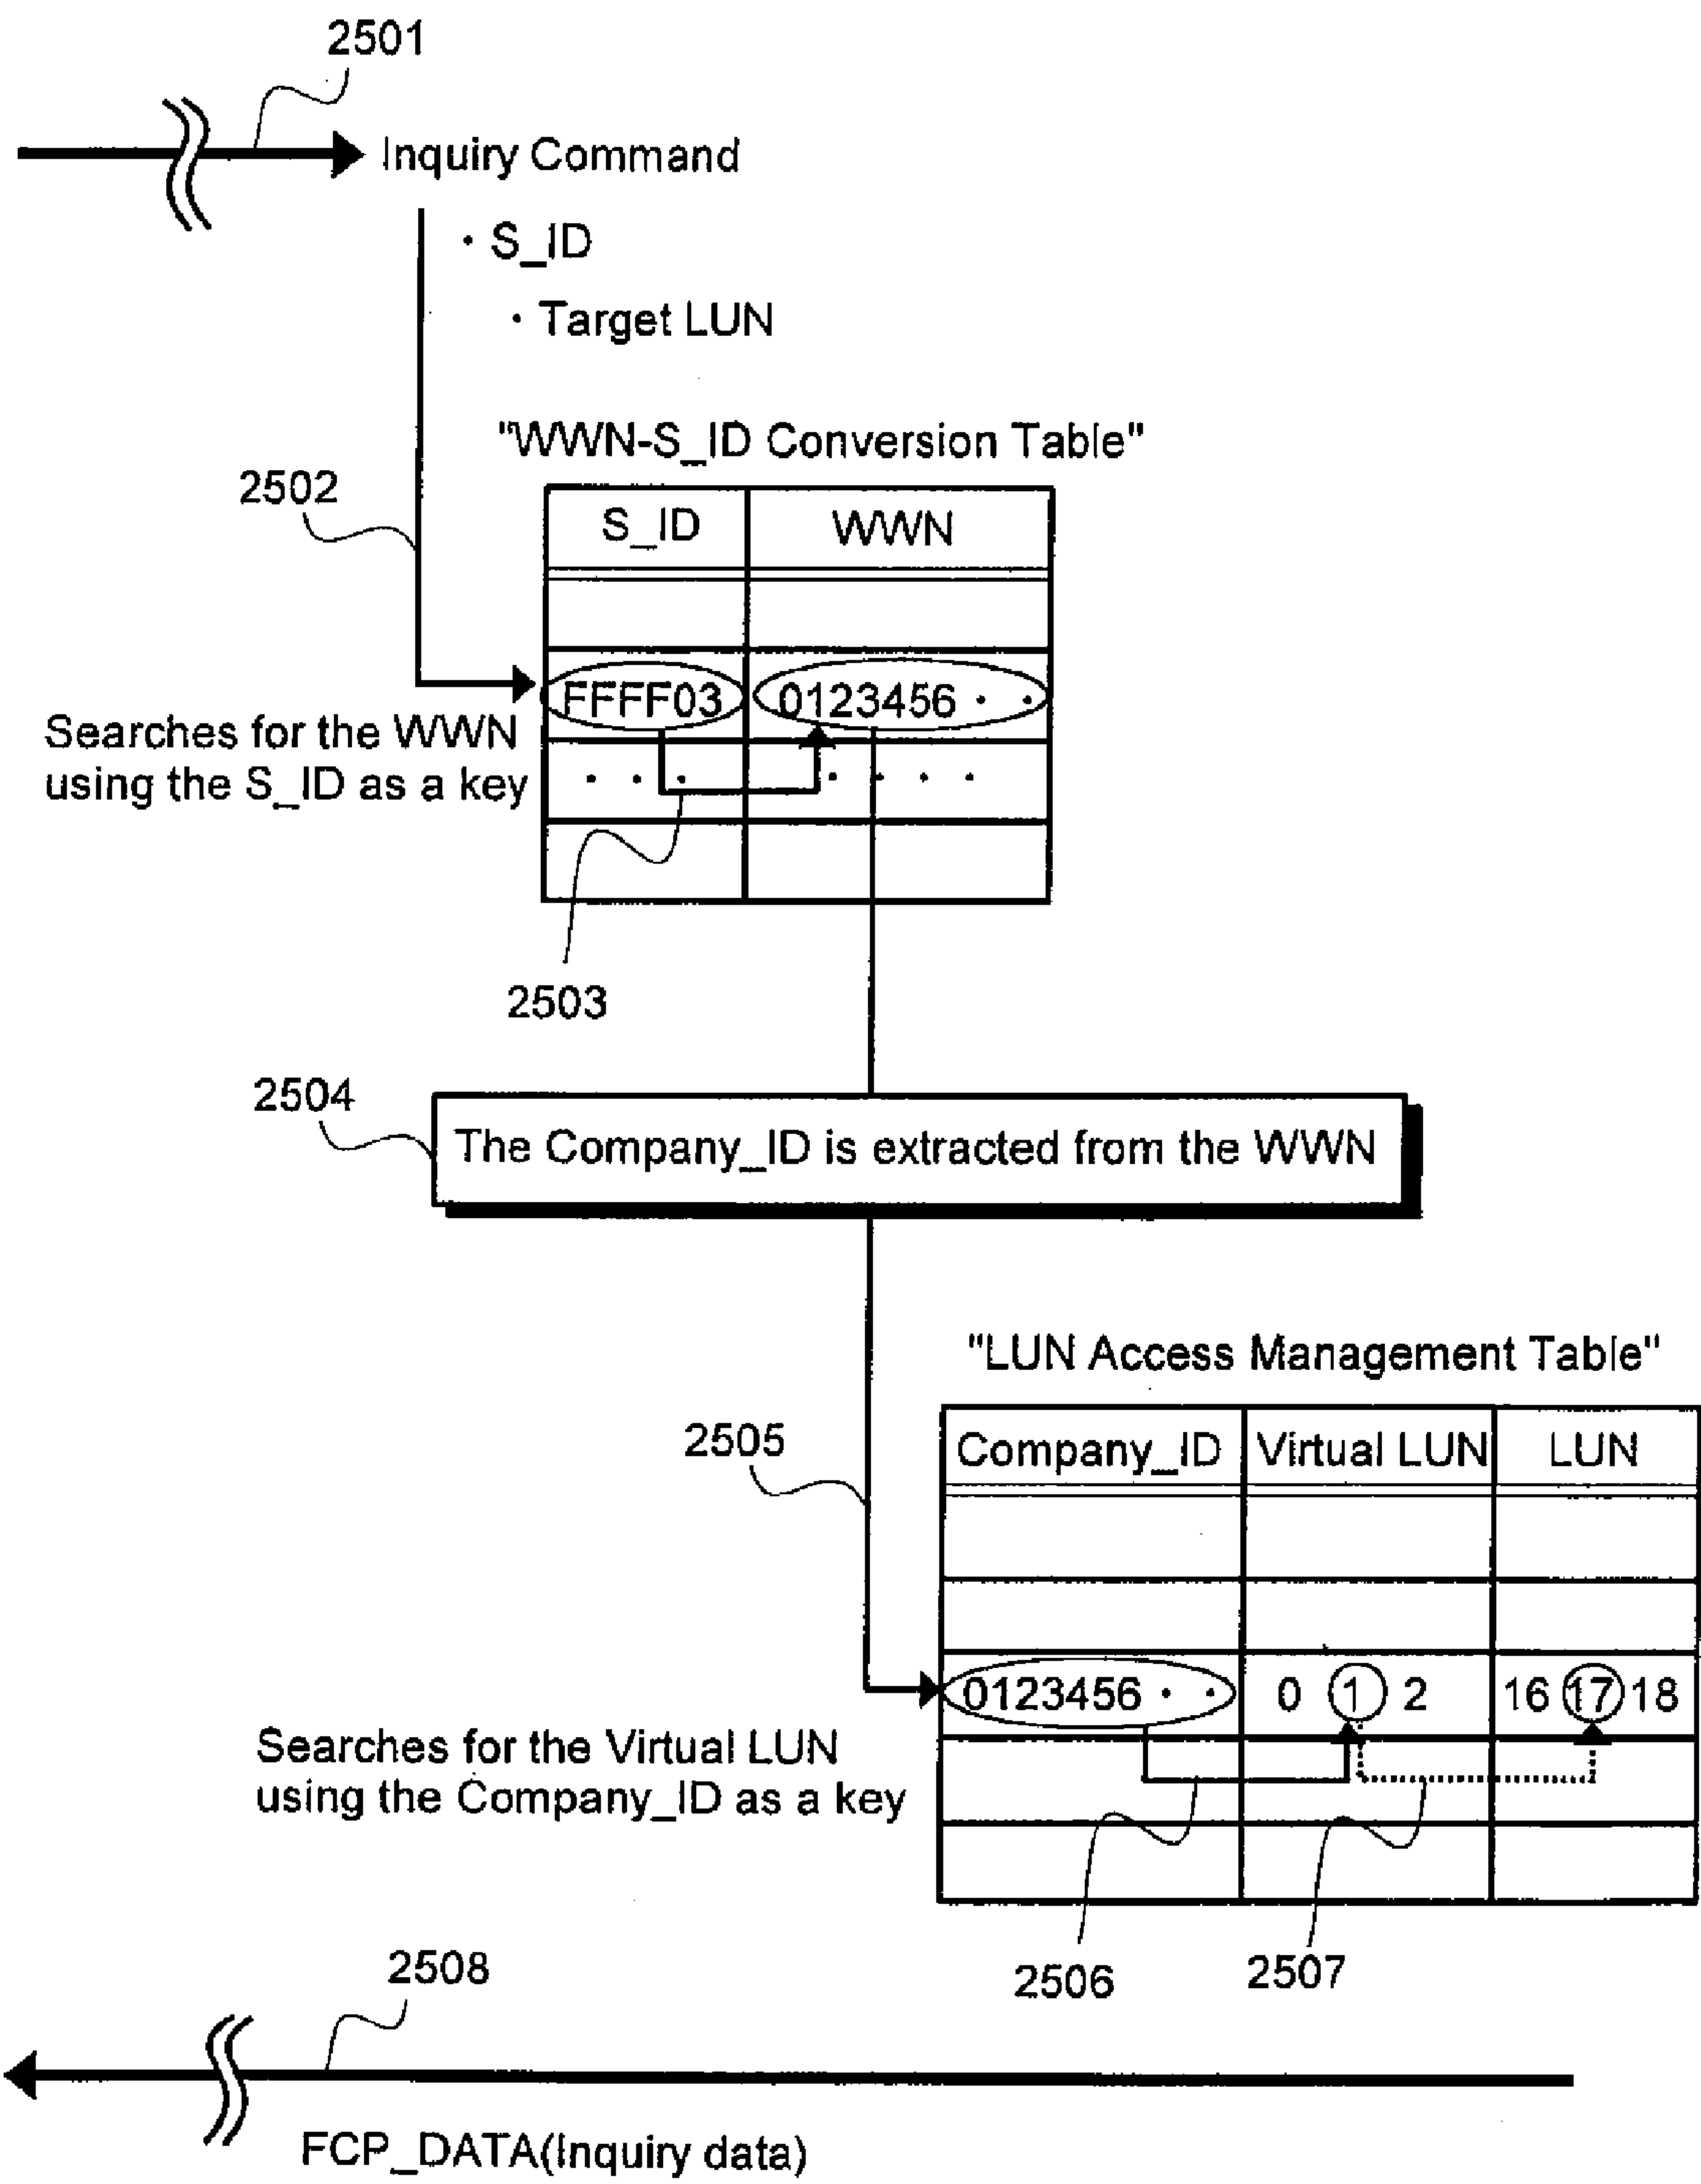 2501
Inquiry Command
· S_ID
· Target LUN
"WWN-S_ID Conversion Table"
2502
S_ID WWN
FFFF03 0123456 · ·
Searches for the WWN
using the S_ID as a key
· · · · · · ·
2503
2504
The Company_ID is extracted from the WWN
"LUN Access Management Table"
2505
Company_ID Virtual LUN LUN
0123456 · · 0 1 2 16 17 18
Searches for the Virtual LUN
using the Company_ID as a key
2506 2507
2508
FCP_DATA(Inquiry data)